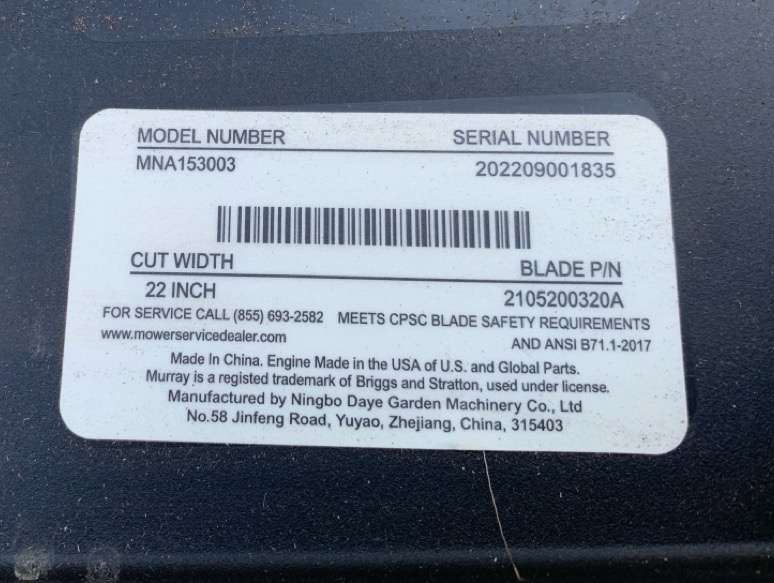 MODEL NUMBER SERIAL NUMBER
MNA153003 202209001835
CUT WIDTH BLADE P/N
22 INCH 2105200320A
FOR SERVICE CALL (855) 693-2582 MEETS CPSC BLADE SAFETY REQUIREMENTS
www.mowerservicedealer.com AND ANSI B71.1-2017
Made In China. Engine Made in the USA of U.S. and Global Parts.
Murray is a registered trademark of Briggs and Stratton, used under license.
Manufactured by Ningbo Daye Garden Machinery Co., Ltd
No.58 Jinfeng Road, Yuyao, Zhejiang, China, 315403